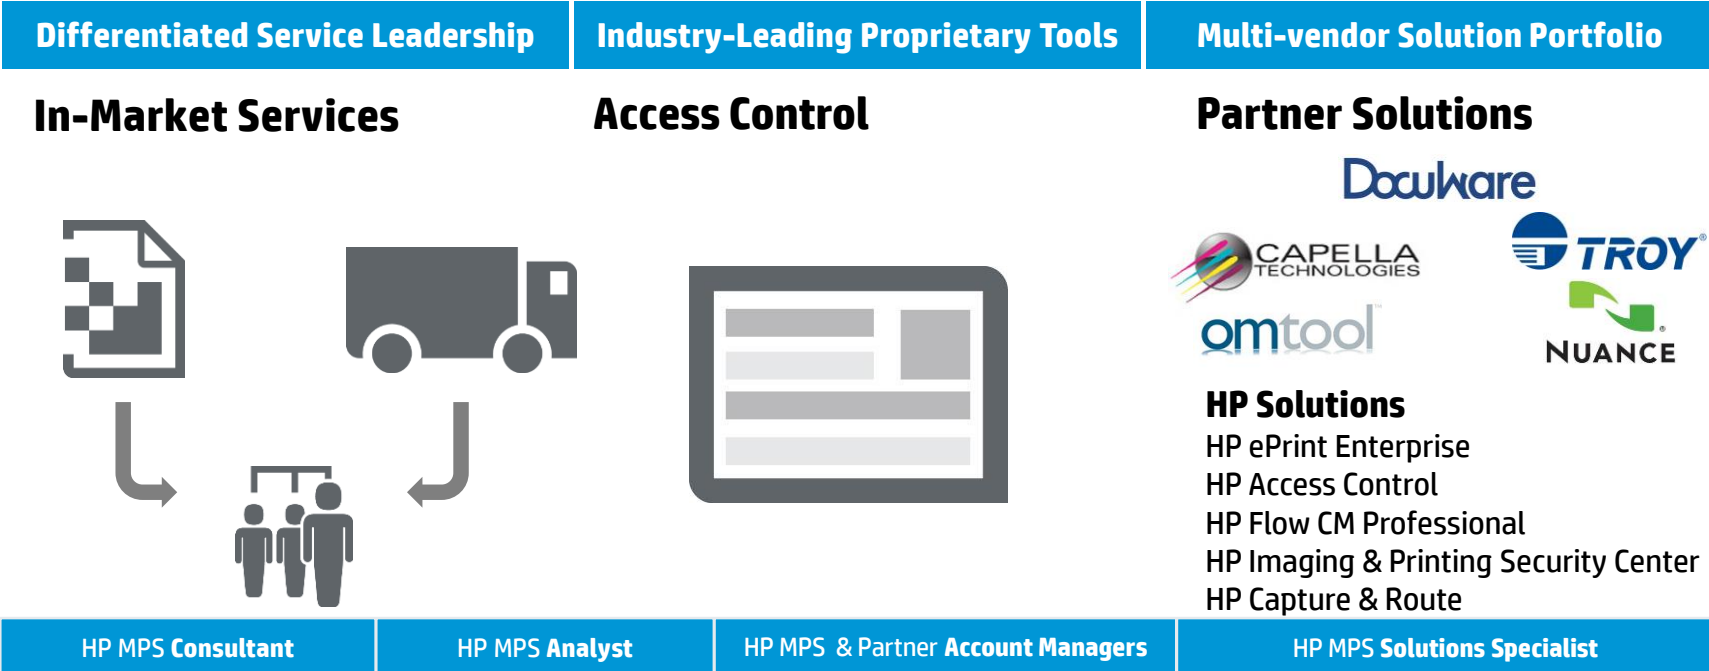 Differentiated Service Leadership
Industry-Leading Proprietary Tools
Multi-vendor Solution Portfolio
In-Market Services
Access Control
Partner Solutions
DocuWare
CAPELLA
TECHNOLOGIES
TROY®
omtool™
NUANCE®
HP Solutions
HP ePrint Enterprise
HP Access Control
HP Flow CM Professional
HP Imaging & Printing Security Center
HP Capture & Route
HP MPS Consultant
HP MPS Analyst
HP MPS & Partner Account Managers
HP MPS Solutions Specialist